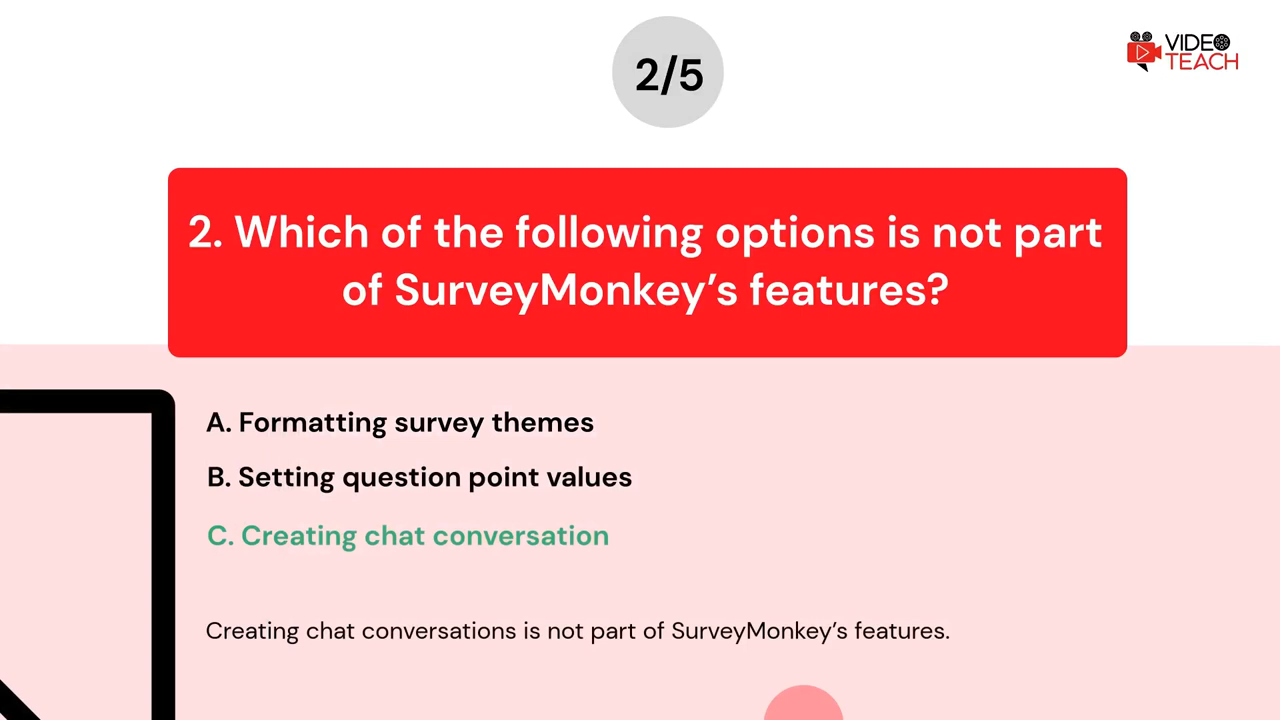 2/5
VIDEO
TEACH
2. Which of the following options is not part
of SurveyMonkey’s features?
A. Formatting survey themes
B. Setting question point values
C. Creating chat conversation
Creating chat conversations is not part of SurveyMonkey’s features.